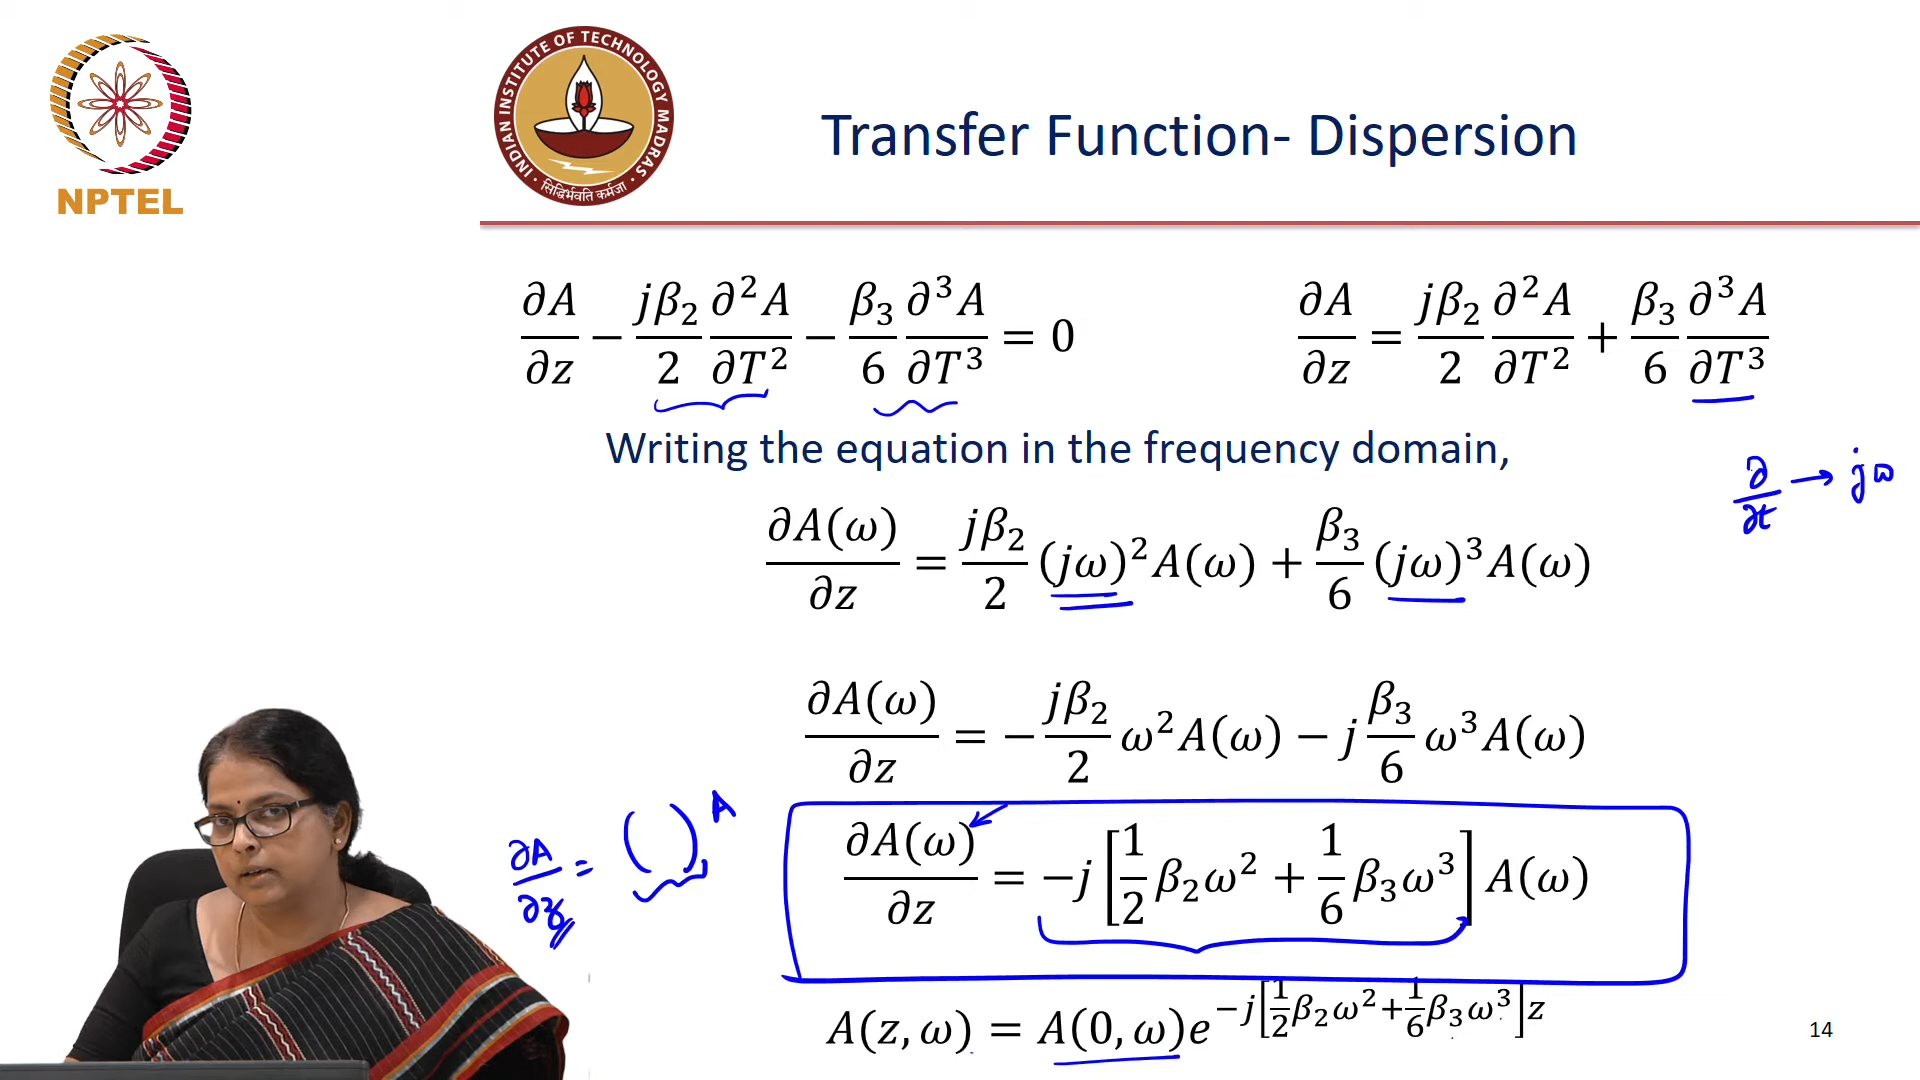 NPTEL
INDIAN INSTITUTE OF TECHNOLOGY MADRAS
सिद्धिर्भवति कर्मजा
Transfer Function- Dispersion
∂A/∂z − jβ₂/2 ∂²A/∂T² − β₃/6 ∂³A/∂T³ = 0
∂A/∂z = jβ₂/2 ∂²A/∂T² + β₃/6 ∂³A/∂T³
Writing the equation in the frequency domain,
∂/∂t → jω
∂A(ω)/∂z = jβ₂/2 (jω)²A(ω) + β₃/6 (jω)³A(ω)
∂A(ω)/∂z = − jβ₂/2 ω²A(ω) − j β₃/6 ω³A(ω)
∂A/∂z = ( ) A
∂A(ω)/∂z = −j [1/2 β₂ω² + 1/6 β₃ω³] A(ω)
A(z, ω) = A(0, ω)e^(−j[1/2 β₂ω²+1/6 β₃ω³]z)
14